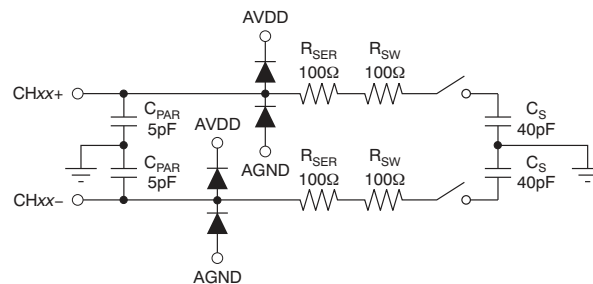 AVDD
R_SER
100Ω
R_SW
100Ω
CHxx+
C_PAR
5pF
AVDD
C_S
40pF
C_PAR
5pF
AGND
R_SER
100Ω
R_SW
100Ω
C_S
40pF
CHxx−
AGND